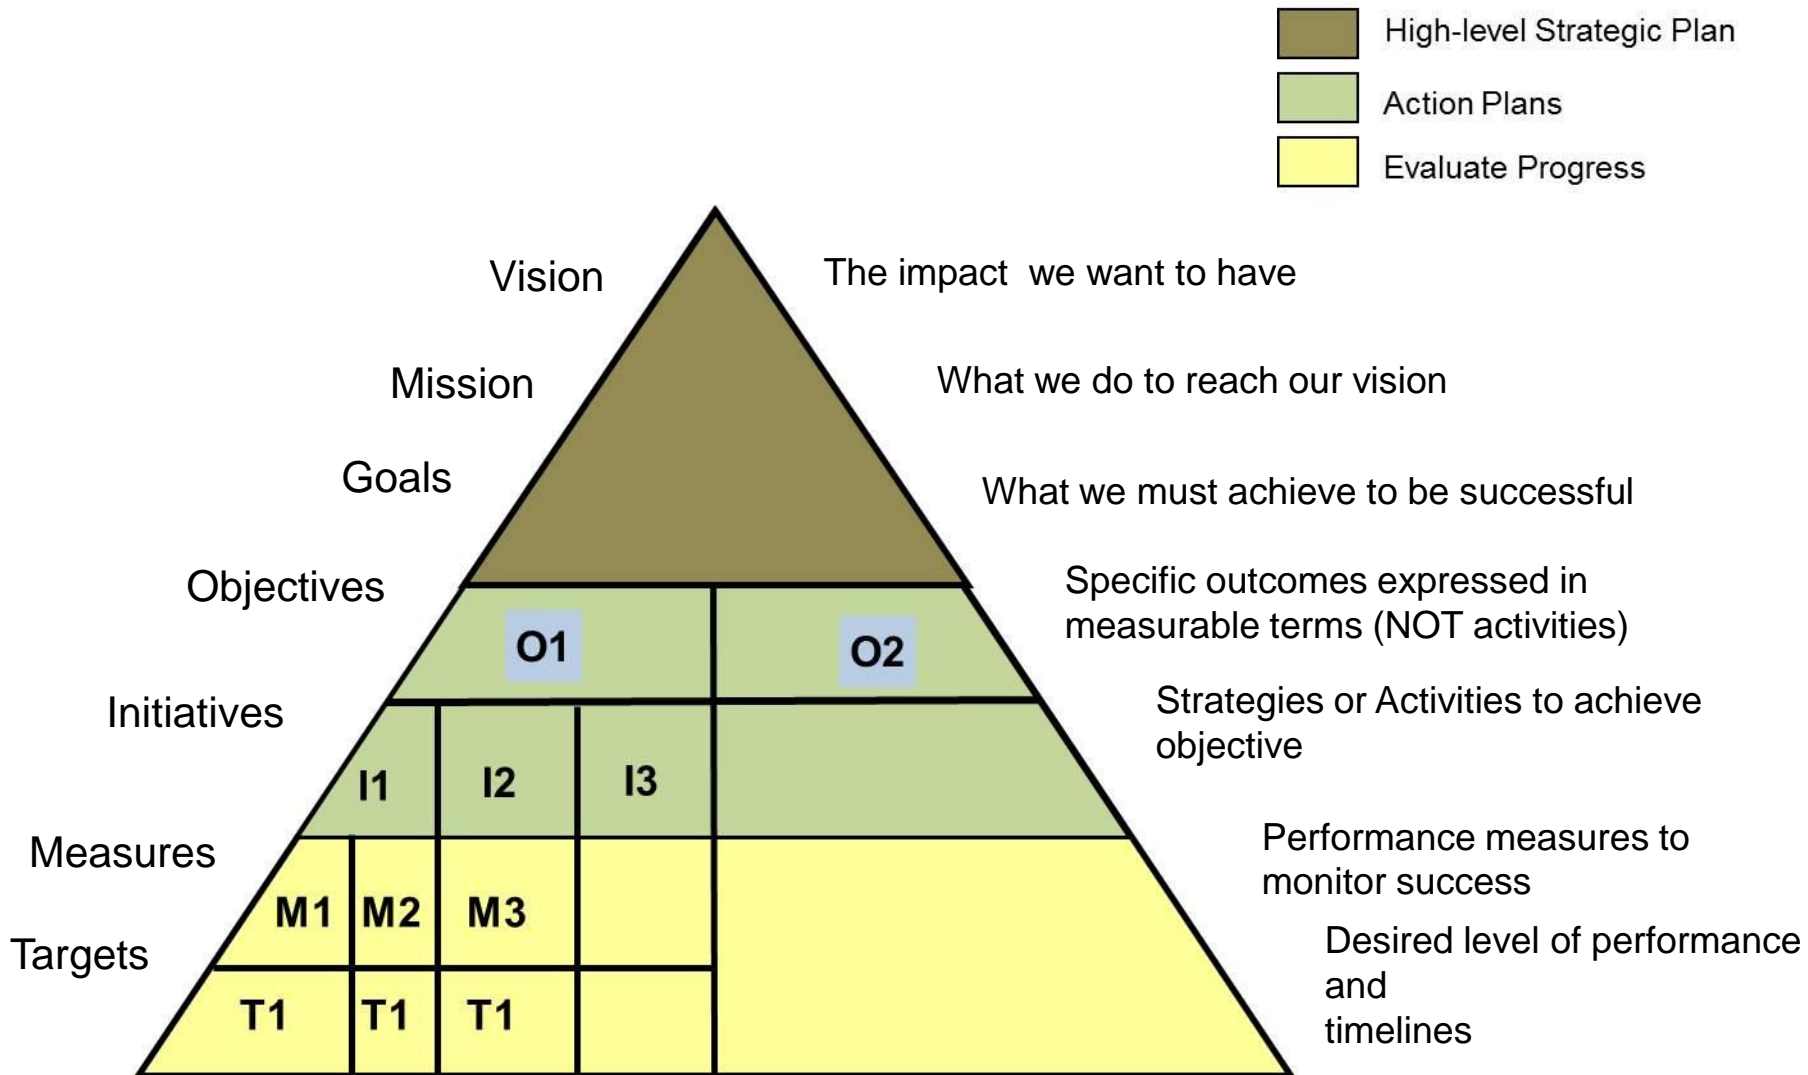 High-level Strategic Plan
Action Plans
Evaluate Progress
Vision
The impact we want to have
Mission
What we do to reach our vision
Goals
What we must achieve to be successful
Objectives
Specific outcomes expressed in
measurable terms (NOT activities)
O1
O2
Initiatives
Strategies or Activities to achieve
objective
I1
I2
I3
Measures
Performance measures to
monitor success
M1
M2
M3
Targets
Desired level of performance
and
timelines
T1
T1
T1